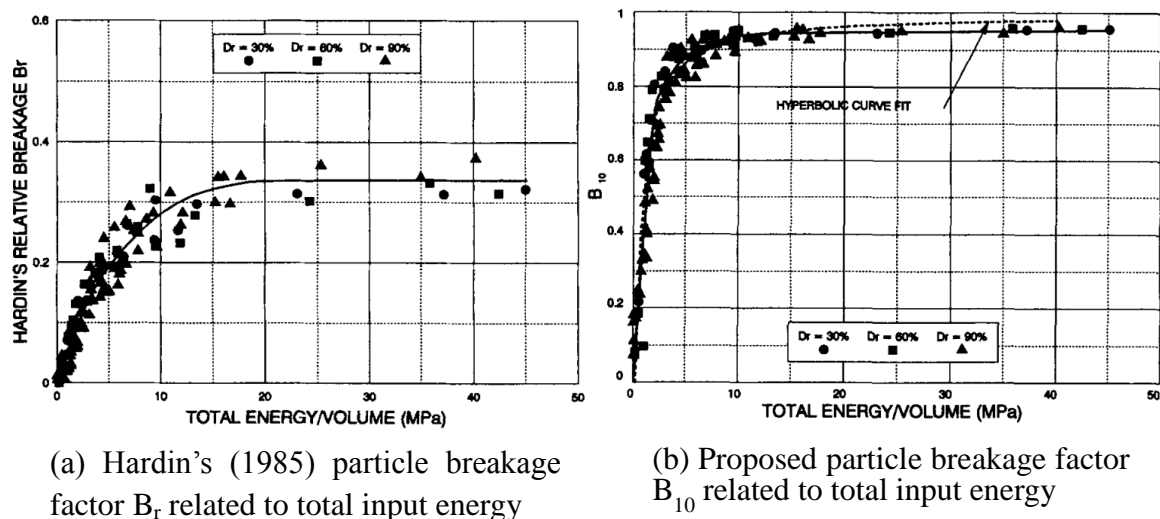 HARDIN'S RELATIVE BREAKAGE Br
0.6
0.4
0.2
0
Dr = 30% Dr = 60% Dr = 90%
0 10 20 30 40 50
TOTAL ENERGY/VOLUME (MPa)
(a) Hardin's (1985) particle breakage
factor Br related to total input energy
B10
1
0.8
0.6
0.4
0.2
0
HYPERBOLIC CURVE FIT
Dr = 30% Dr = 60% Dr = 90%
0 10 20 30 40 50
TOTAL ENERGY/VOLUME (MPa)
(b) Proposed particle breakage factor
B10 related to total input energy